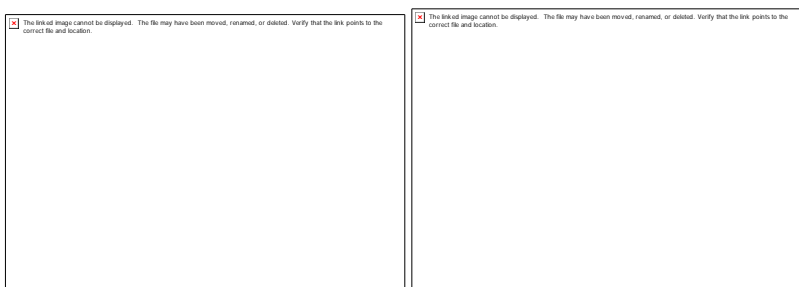 The linked image cannot be displayed. The file may have been moved, renamed, or deleted. Verify that the link points to the
correct file and location.
The linked image cannot be displayed. The file may have been moved, renamed, or deleted. Verify that the link points to the
correct file and location.